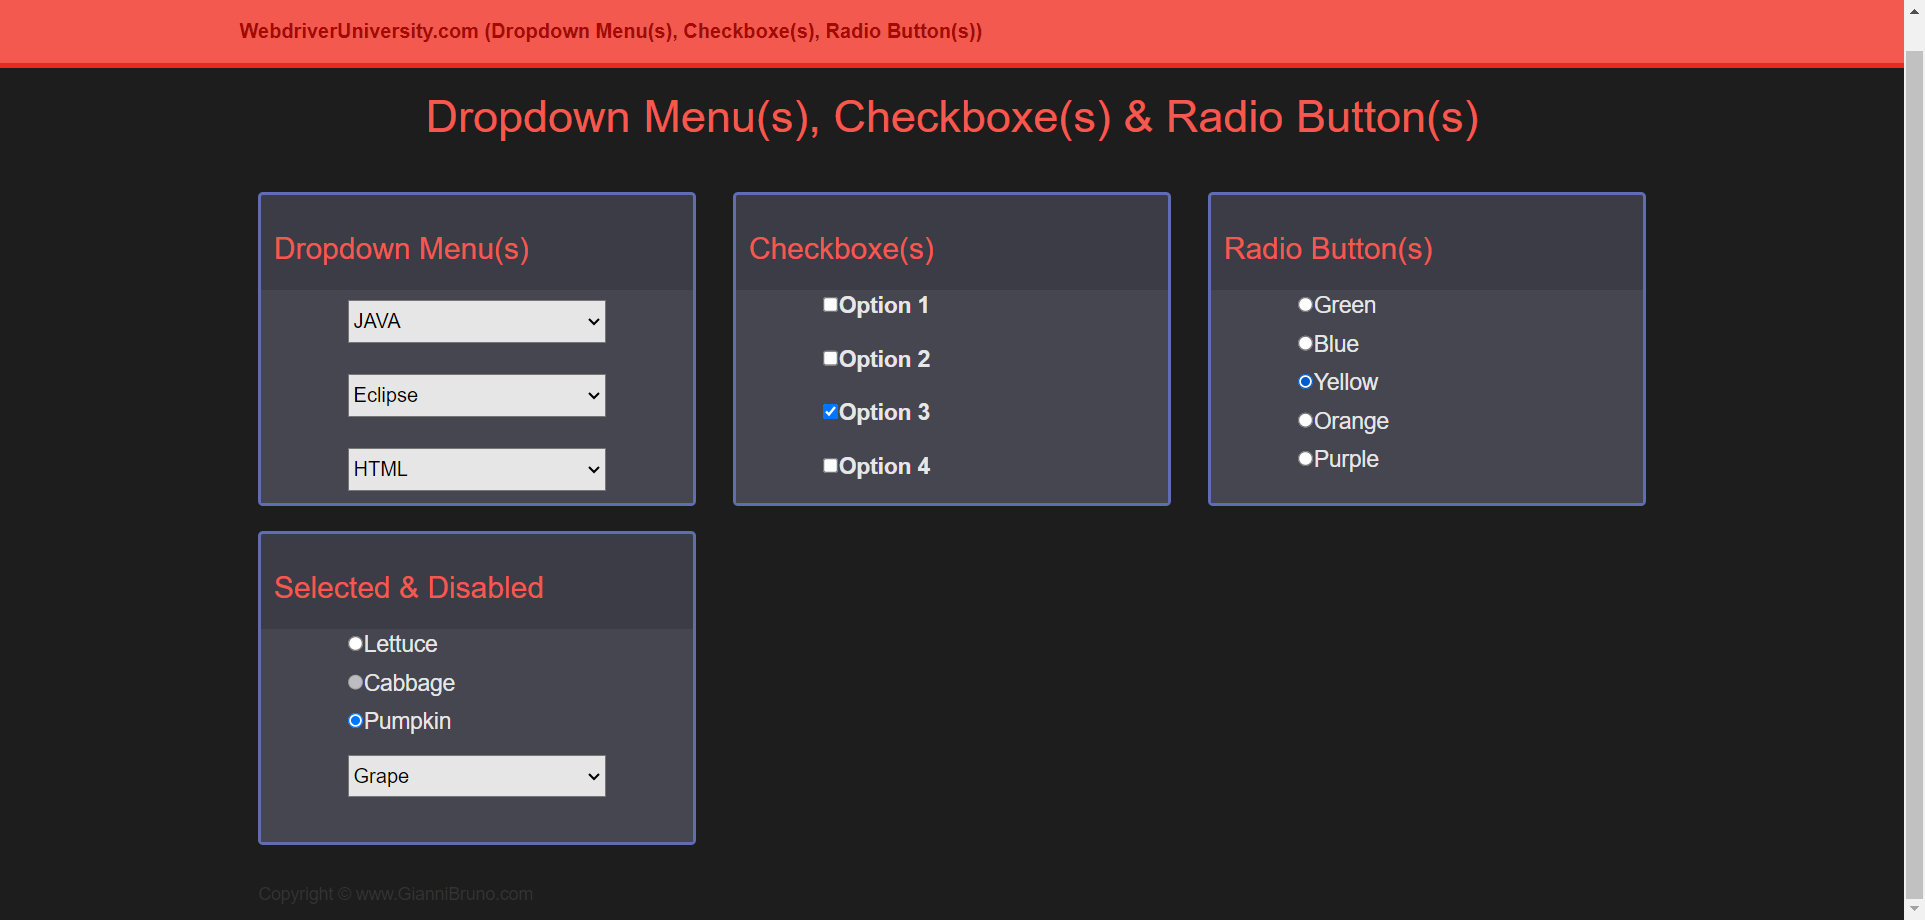 WebdriverUniversity.com (Dropdown Menu(s), Checkboxe(s), Radio Button(s))
Dropdown Menu(s), Checkboxe(s) & Radio Button(s)
Dropdown Menu(s)
JAVA
Eclipse
HTML
Checkboxe(s)
Option 1
Option 2
Option 3
Option 4
Radio Button(s)
Green
Blue
Yellow
Orange
Purple
Selected & Disabled
Lettuce
Cabbage
Pumpkin
Grape
Copyright © www.GianniBruno.com